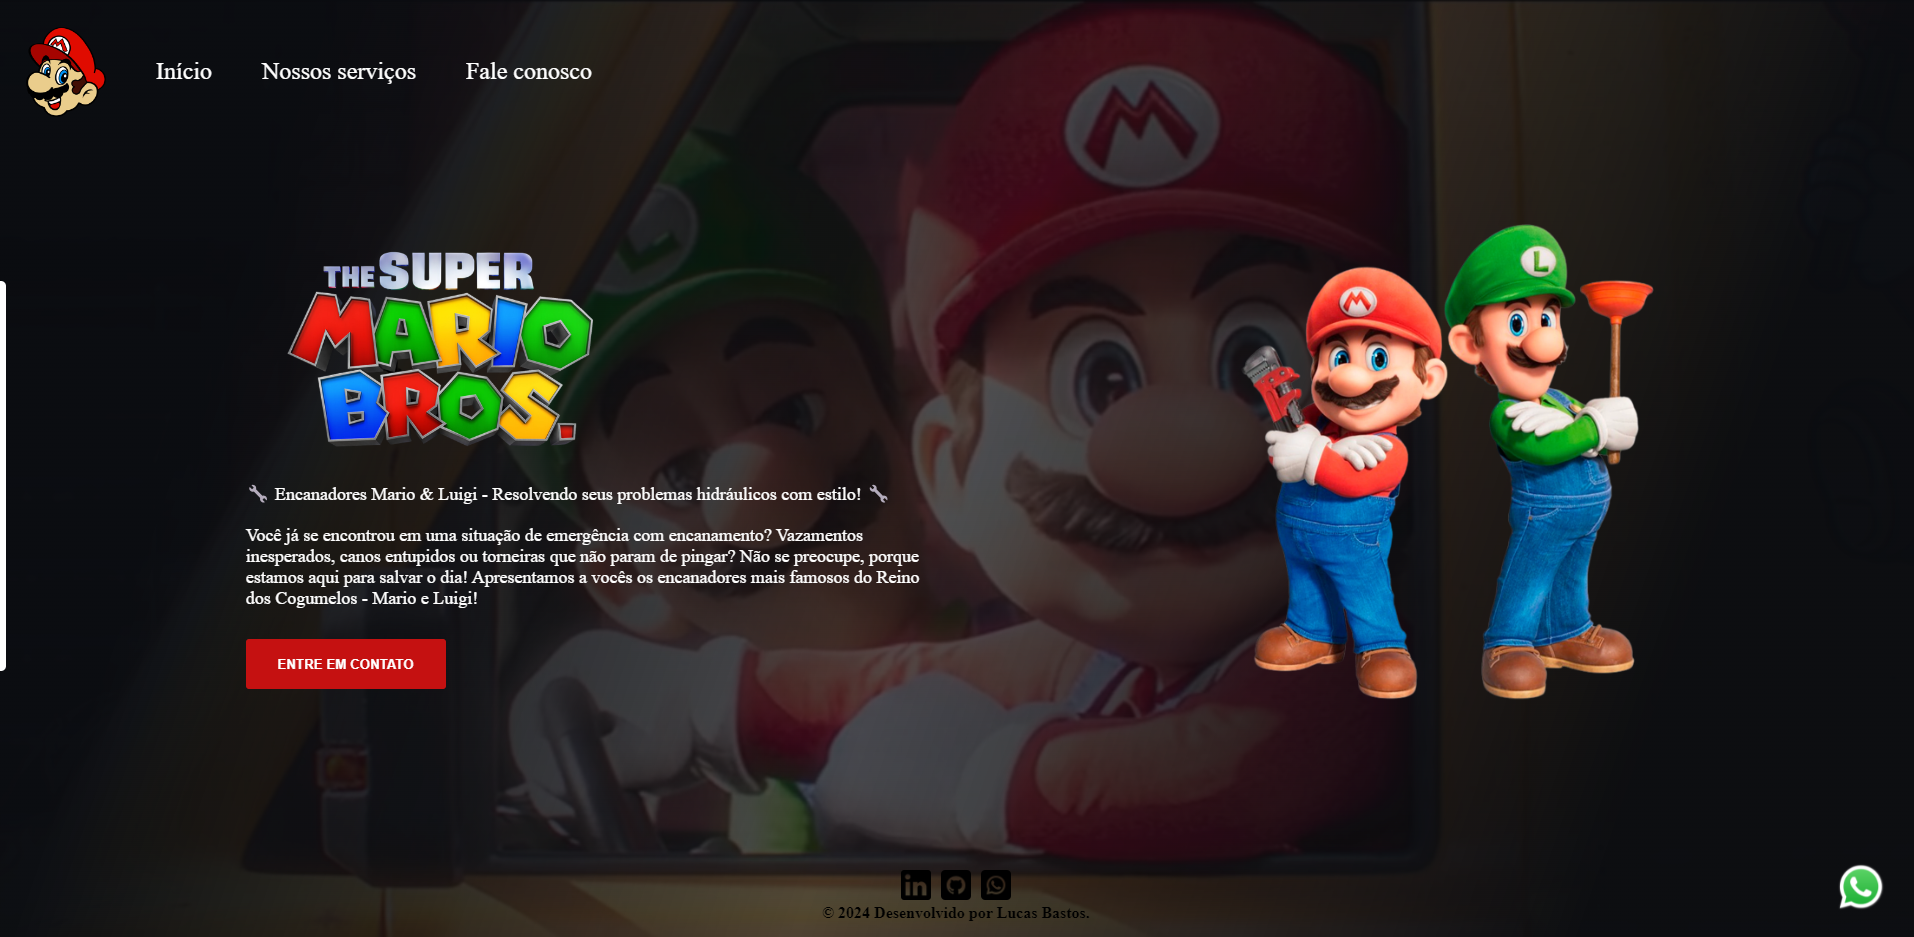 Início
Nossos serviços
Fale conosco
THE SUPER
MARIO
BROS.
Encanadores Mario & Luigi - Resolvendo seus problemas hidráulicos com estilo!
Você já se encontrou em uma situação de emergência com encanamento? Vazamentos
inesperados, canos entupidos ou torneiras que não param de pingar? Não se preocupe, porque
estamos aqui para salvar o dia! Apresentamos a vocês os encanadores mais famosos do Reino
dos Cogumelos - Mario e Luigi!
ENTRE EM CONTATO
M
M
M
L
in
© 2024 Desenvolvido por Lucas Bastos.